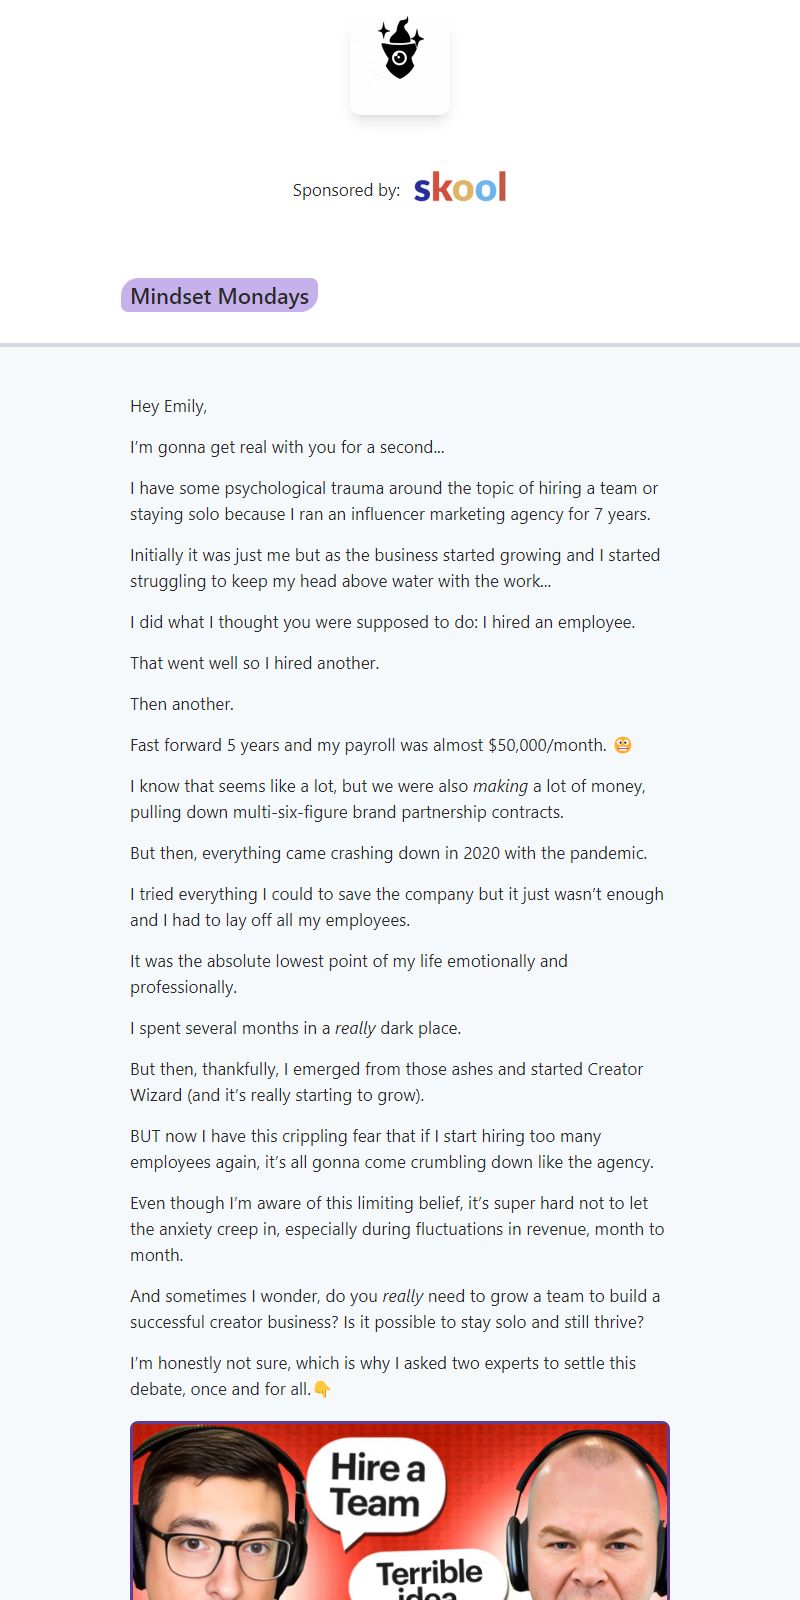 Sponsored by: skool
Mindset Mondays
Hey Emily,
I'm gonna get real with you for a second...
I have some psychological trauma around the topic of hiring a team or
staying solo because I ran an influencer marketing agency for 7 years.
Initially it was just me but as the business started growing and I started
struggling to keep my head above water with the work...
I did what I thought you were supposed to do: I hired an employee.
That went well so I hired another.
Then another.
Fast forward 5 years and my payroll was almost $50,000/month. 😬
I know that seems like a lot, but we were also making a lot of money,
pulling down multi-six-figure brand partnership contracts.
But then, everything came crashing down in 2020 with the pandemic.
I tried everything I could to save the company but it just wasn't enough
and I had to lay off all my employees.
It was the absolute lowest point of my life emotionally and
professionally.
I spent several months in a really dark place.
But then, thankfully, I emerged from those ashes and started Creator
Wizard (and it's really starting to grow).
BUT now I have this crippling fear that if I start hiring too many
employees again, it's all gonna come crumbling down like the agency.
Even though I'm aware of this limiting belief, it's super hard not to let
the anxiety creep in, especially during fluctuations in revenue, month to
month.
And sometimes I wonder, do you really need to grow a team to build a
successful creator business? Is it possible to stay solo and still thrive?
I'm honestly not sure, which is why I asked two experts to settle this
debate, once and for all.👇
Hire a
Team
Terrible
idea